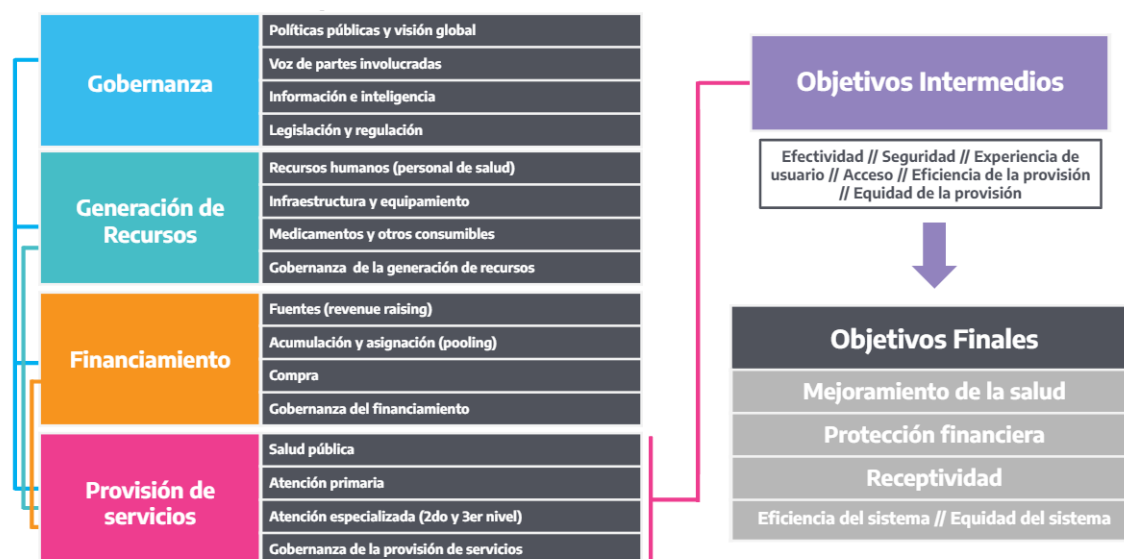 Gobernanza
Políticas públicas y visión global
Voz de partes involucradas
Información e inteligencia
Legislación y regulación
Generación de
Recursos
Recursos humanos (personal de salud)
Infraestructura y equipamiento
Medicamentos y otros consumibles
Gobernanza de la generación de recursos
Financiamiento
Fuentes (revenue raising)
Acumulación y asignación (pooling)
Compra
Gobernanza del financiamiento
Provisión de
servicios
Salud pública
Atención primaria
Atención especializada (2do y 3er nivel)
Gobernanza de la provisión de servicios
Objetivos Intermedios
Efectividad // Seguridad // Experiencia de
usuario // Acceso // Eficiencia de la provisión
// Equidad de la provisión
Objetivos Finales
Mejoramiento de la salud
Protección financiera
Receptividad
Eficiencia del sistema // Equidad del sistema